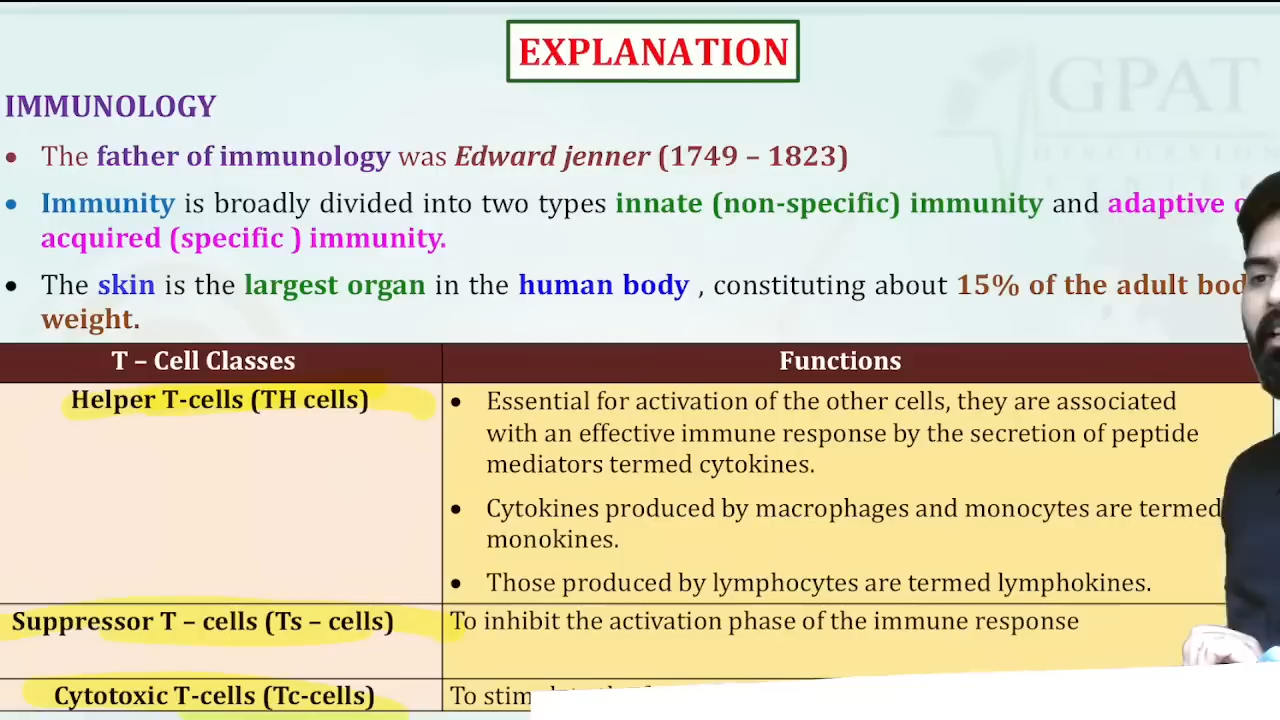 EXPLANATION
GPAT
DISCUSSION
IMMUNOLOGY
• The father of immunology was Edward jenner (1749 – 1823)
• Immunity is broadly divided into two types innate (non-specific) immunity and adaptive
acquired (specific ) immunity.
• The skin is the largest organ in the human body , constituting about 15% of the adult bod
weight.
T – Cell Classes Functions
Helper T-cells (TH cells)
• Essential for activation of the other cells, they are associated
with an effective immune response by the secretion of peptide
mediators termed cytokines.
• Cytokines produced by macrophages and monocytes are termed
monokines.
• Those produced by lymphocytes are termed lymphokines.
Suppressor T – cells (Ts – cells) To inhibit the activation phase of the immune response
Cytotoxic T-cells (Tc-cells) To